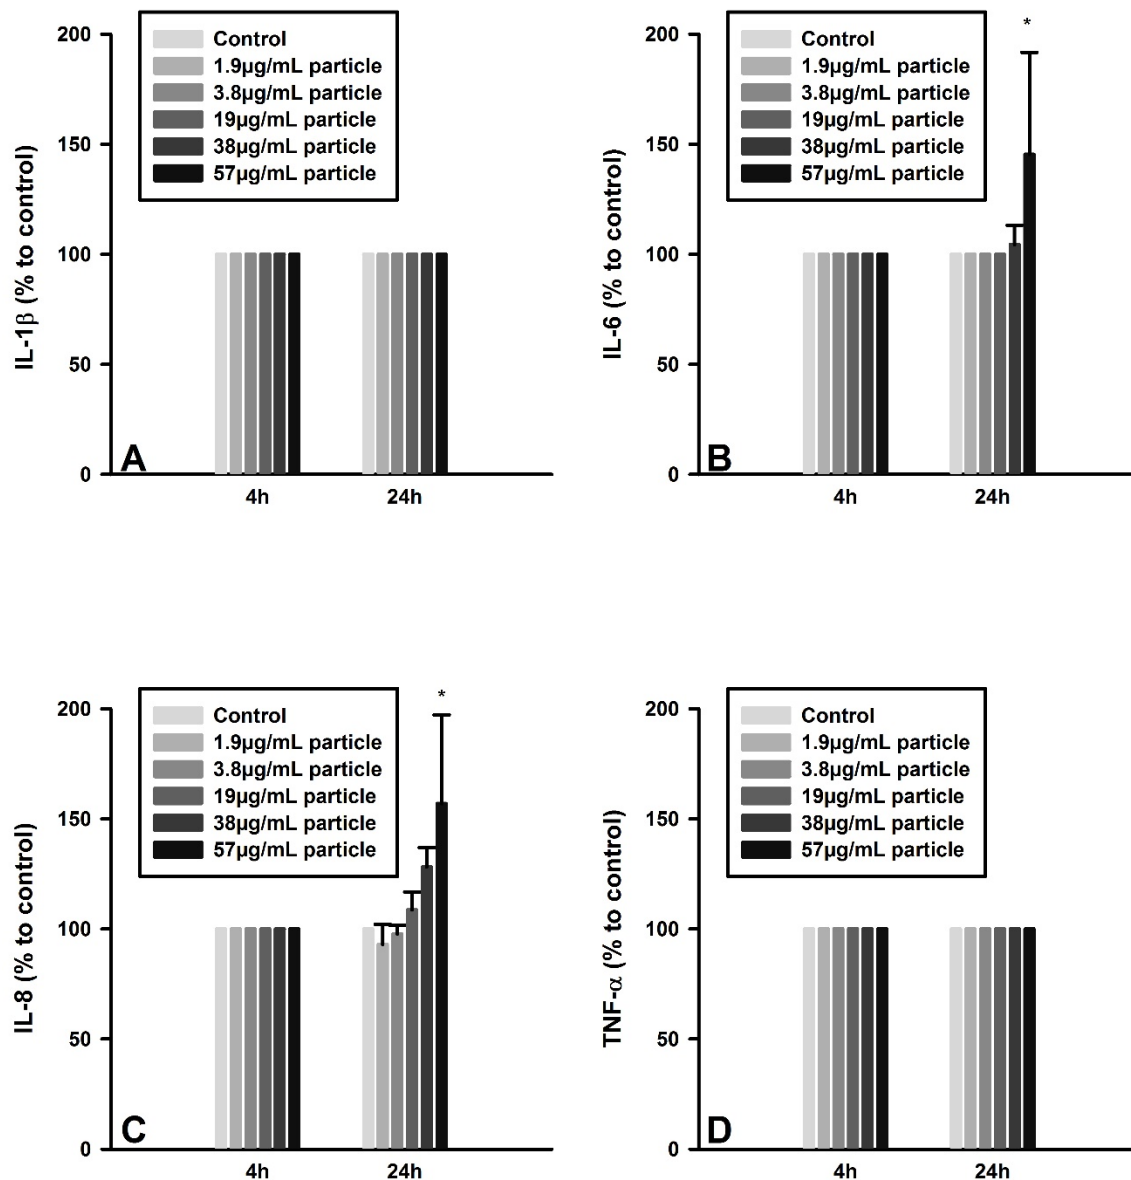 200
150
100
50
0
IL-1β (% to control)
Control
1.9µg/mL particle
3.8µg/mL particle
19µg/mL particle
38µg/mL particle
57µg/mL particle
A
4h 24h
200
150
100
50
0
IL-6 (% to control)
Control
1.9µg/mL particle
3.8µg/mL particle
19µg/mL particle
38µg/mL particle
57µg/mL particle
*
B
4h 24h
200
150
100
50
0
IL-8 (% to control)
Control
1.9µg/mL particle
3.8µg/mL particle
19µg/mL particle
38µg/mL particle
57µg/mL particle
*
C
4h 24h
200
150
100
50
0
TNF-α (% to control)
Control
1.9µg/mL particle
3.8µg/mL particle
19µg/mL particle
38µg/mL particle
57µg/mL particle
D
4h 24h